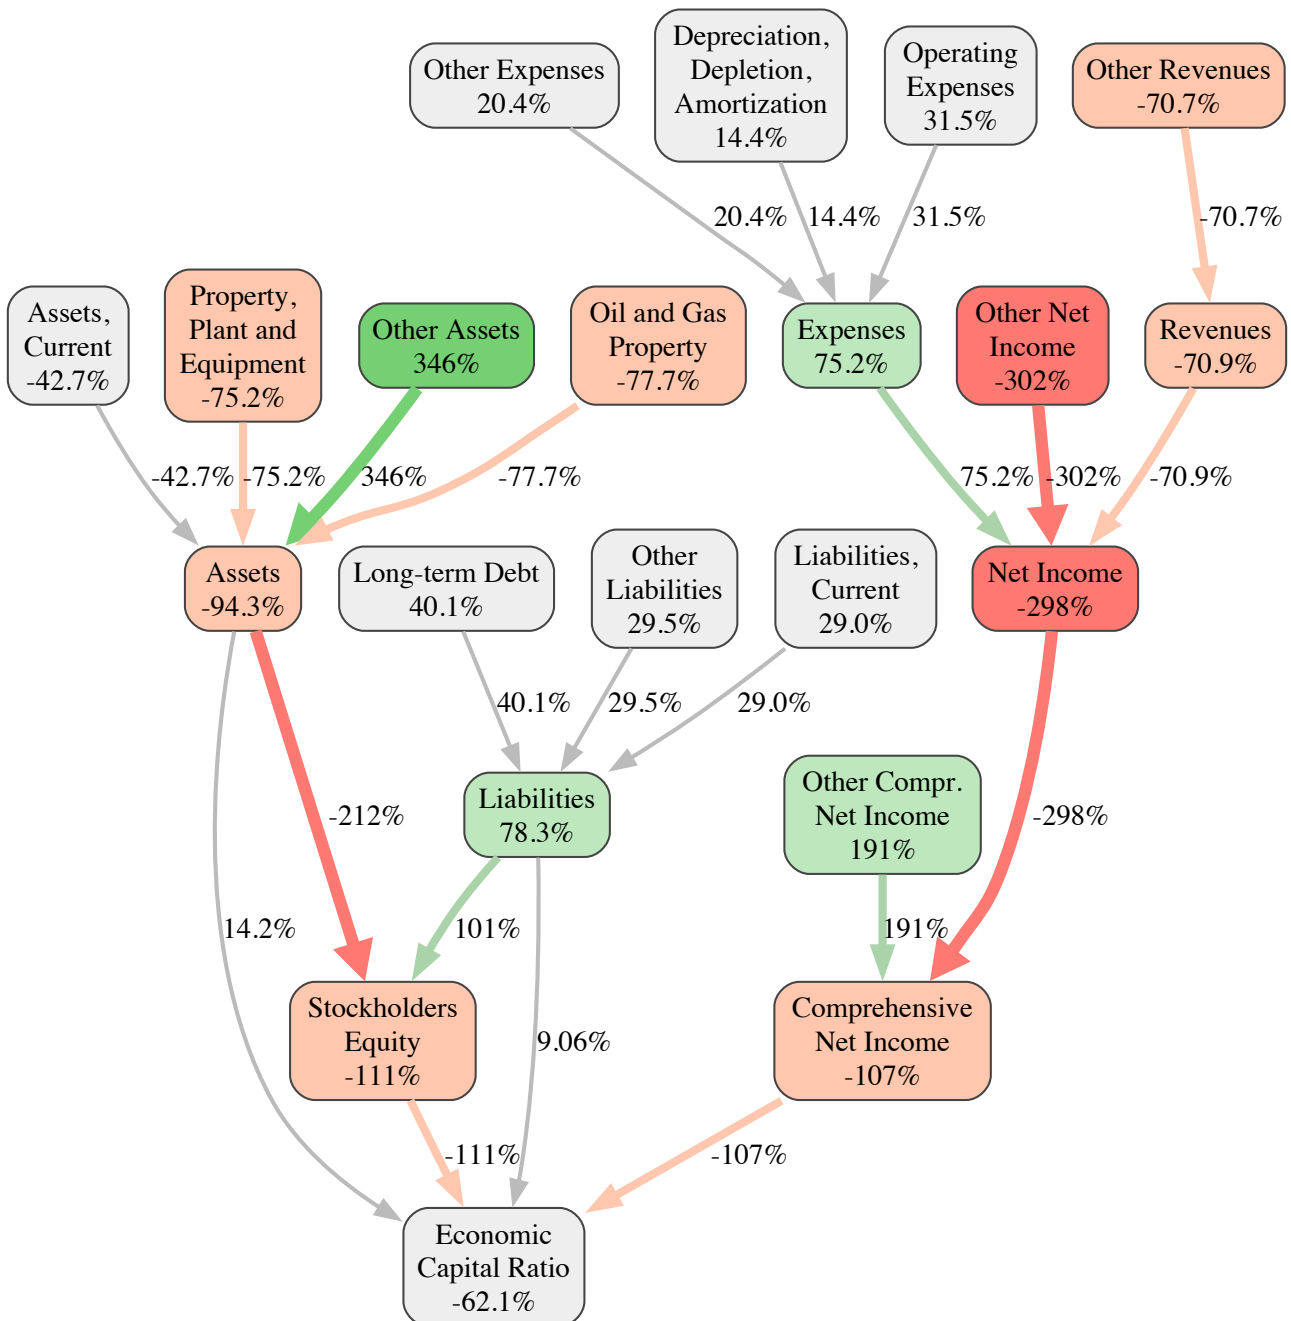 Other Expenses
20.4%
Depreciation,
Depletion,
Amortization
14.4%
Operating
Expenses
31.5%
Other Revenues
-70.7%
20.4%
14.4%
31.5%
-70.7%
Assets,
Current
-42.7%
Property,
Plant and
Equipment
-75.2%
Other Assets
346%
Oil and Gas
Property
-77.7%
Expenses
75.2%
Other Net
Income
-302%
Revenues
-70.9%
-42.7%
-75.2%
346%
-77.7%
75.2%
-302%
-70.9%
Assets
-94.3%
Long-term Debt
40.1%
Other
Liabilities
29.5%
Liabilities,
Current
29.0%
Net Income
-298%
40.1%
29.5%
29.0%
Liabilities
78.3%
Other Compr.
Net Income
191%
-212%
-298%
14.2%
101%
191%
Stockholders
Equity
-111%
9.06%
Comprehensive
Net Income
-107%
-111%
-107%
Economic
Capital Ratio
-62.1%